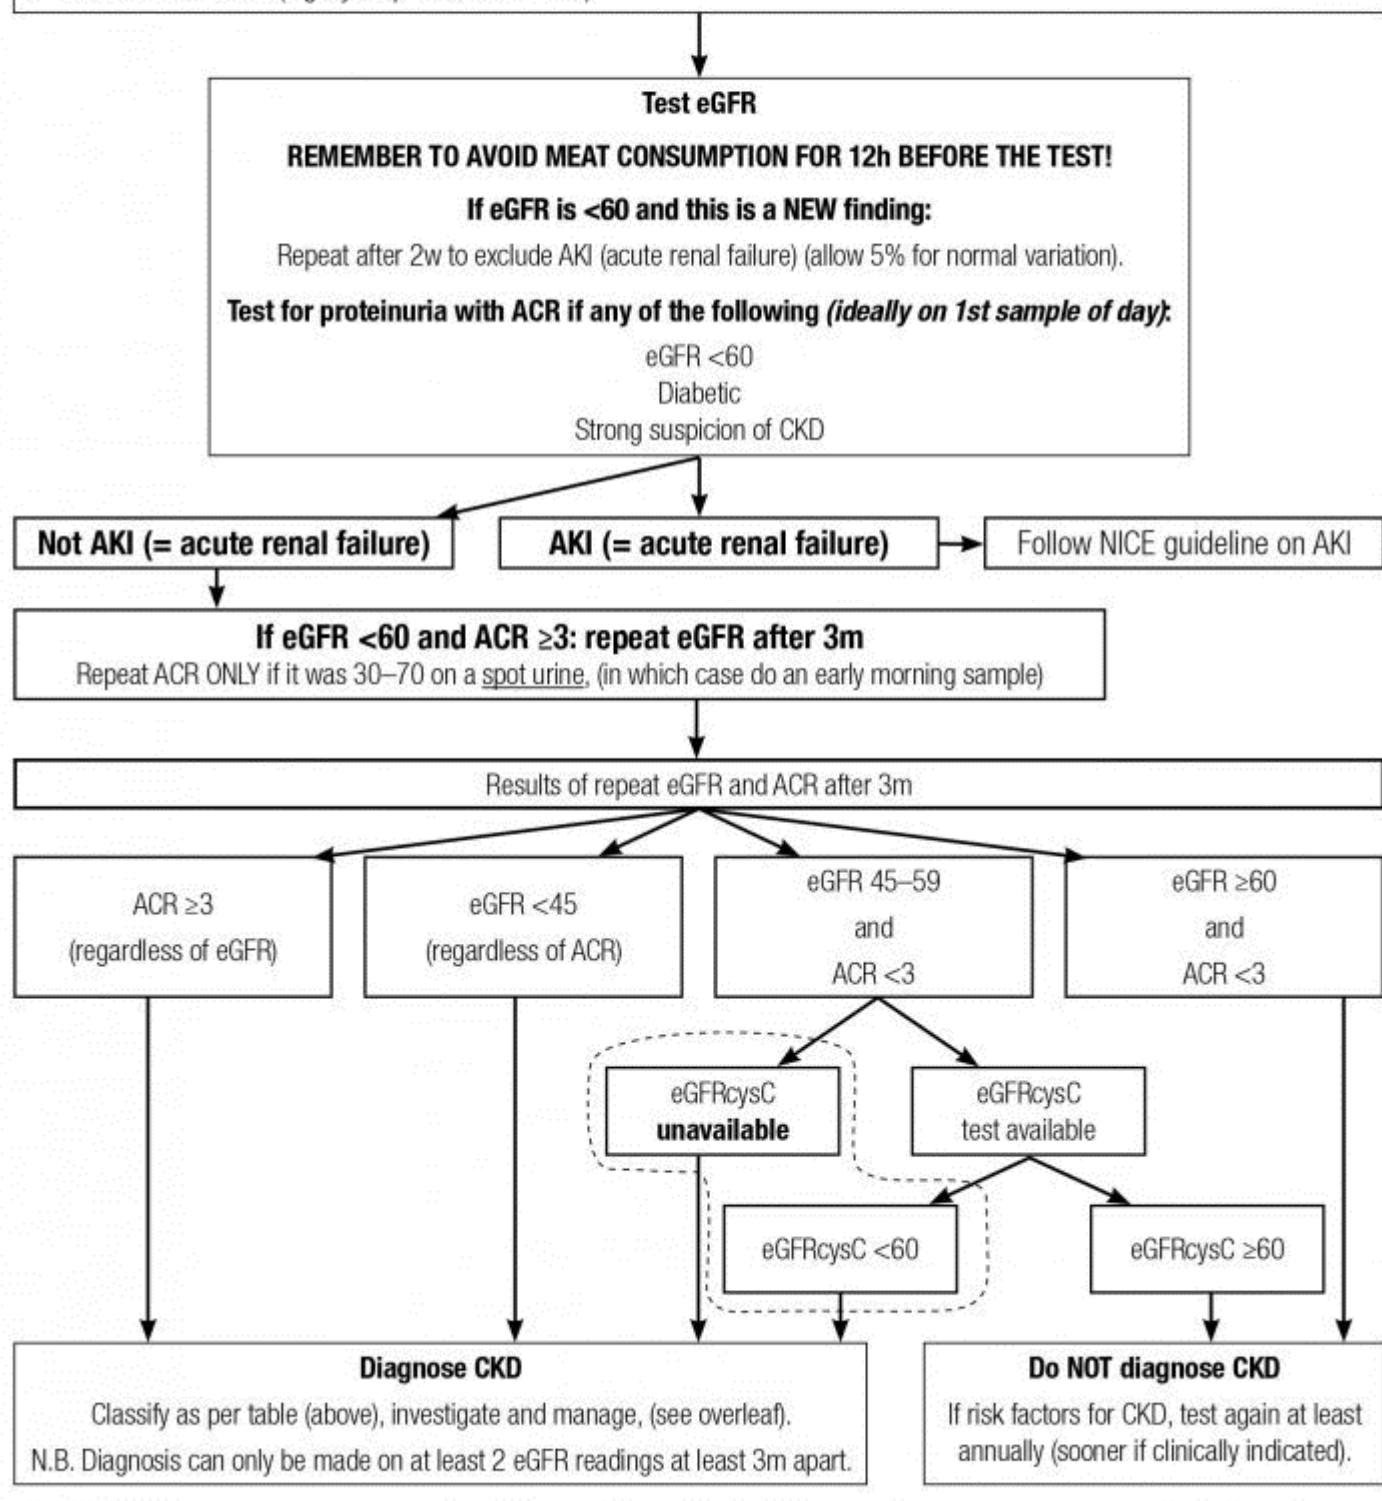 Test eGFR
REMEMBER TO AVOID MEAT CONSUMPTION FOR 12h BEFORE THE TEST!
If eGFR is <60 and this is a NEW finding:
Repeat after 2w to exclude AKI (acute renal failure) (allow 5% for normal variation).
Test for proteinuria with ACR if any of the following (ideally on 1st sample of day):
eGFR <60
Diabetic
Strong suspicion of CKD
Not AKI (= acute renal failure)
AKI (= acute renal failure)
Follow NICE guideline on AKI
If eGFR <60 and ACR ≥3: repeat eGFR after 3m
Repeat ACR ONLY if it was 30–70 on a spot urine, (in which case do an early morning sample)
Results of repeat eGFR and ACR after 3m
ACR ≥3
(regardless of eGFR)
eGFR <45
(regardless of ACR)
eGFR 45–59
and
ACR <3
eGFR ≥60
and
ACR <3
eGFRcysC
unavailable
eGFRcysC
test available
eGFRcysC <60
eGFRcysC ≥60
Diagnose CKD
Classify as per table (above), investigate and manage, (see overleaf).
N.B. Diagnosis can only be made on at least 2 eGFR readings at least 3m apart.
Do NOT diagnose CKD
If risk factors for CKD, test again at least
annually (sooner if clinically indicated).